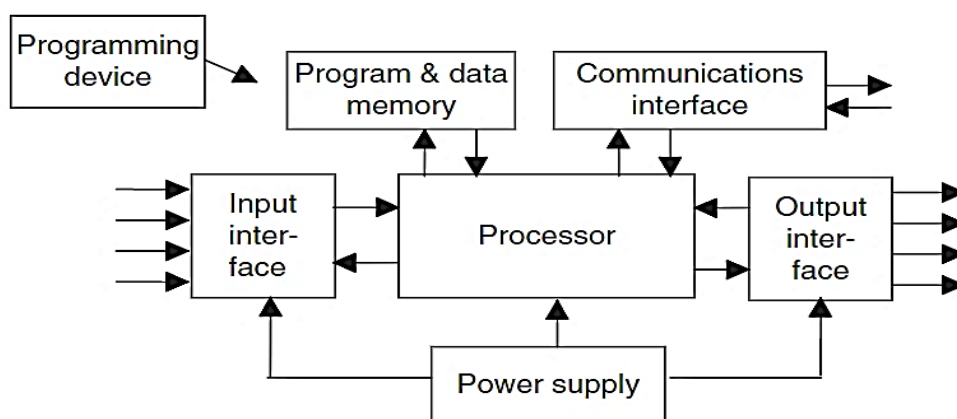 Programming
device
Program & data
memory
Communications
interface
Input
inter-
face
Processor
Output
inter-
face
Power supply